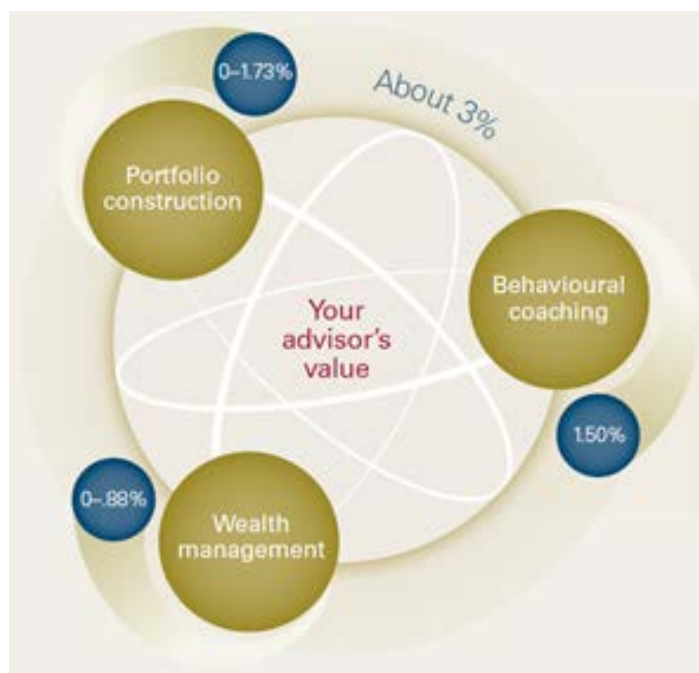 0–1.73%
About 3%
Portfolio
construction
Behavioural
coaching
Your
advisor's
value
1.50%
0–.88%
Wealth
management